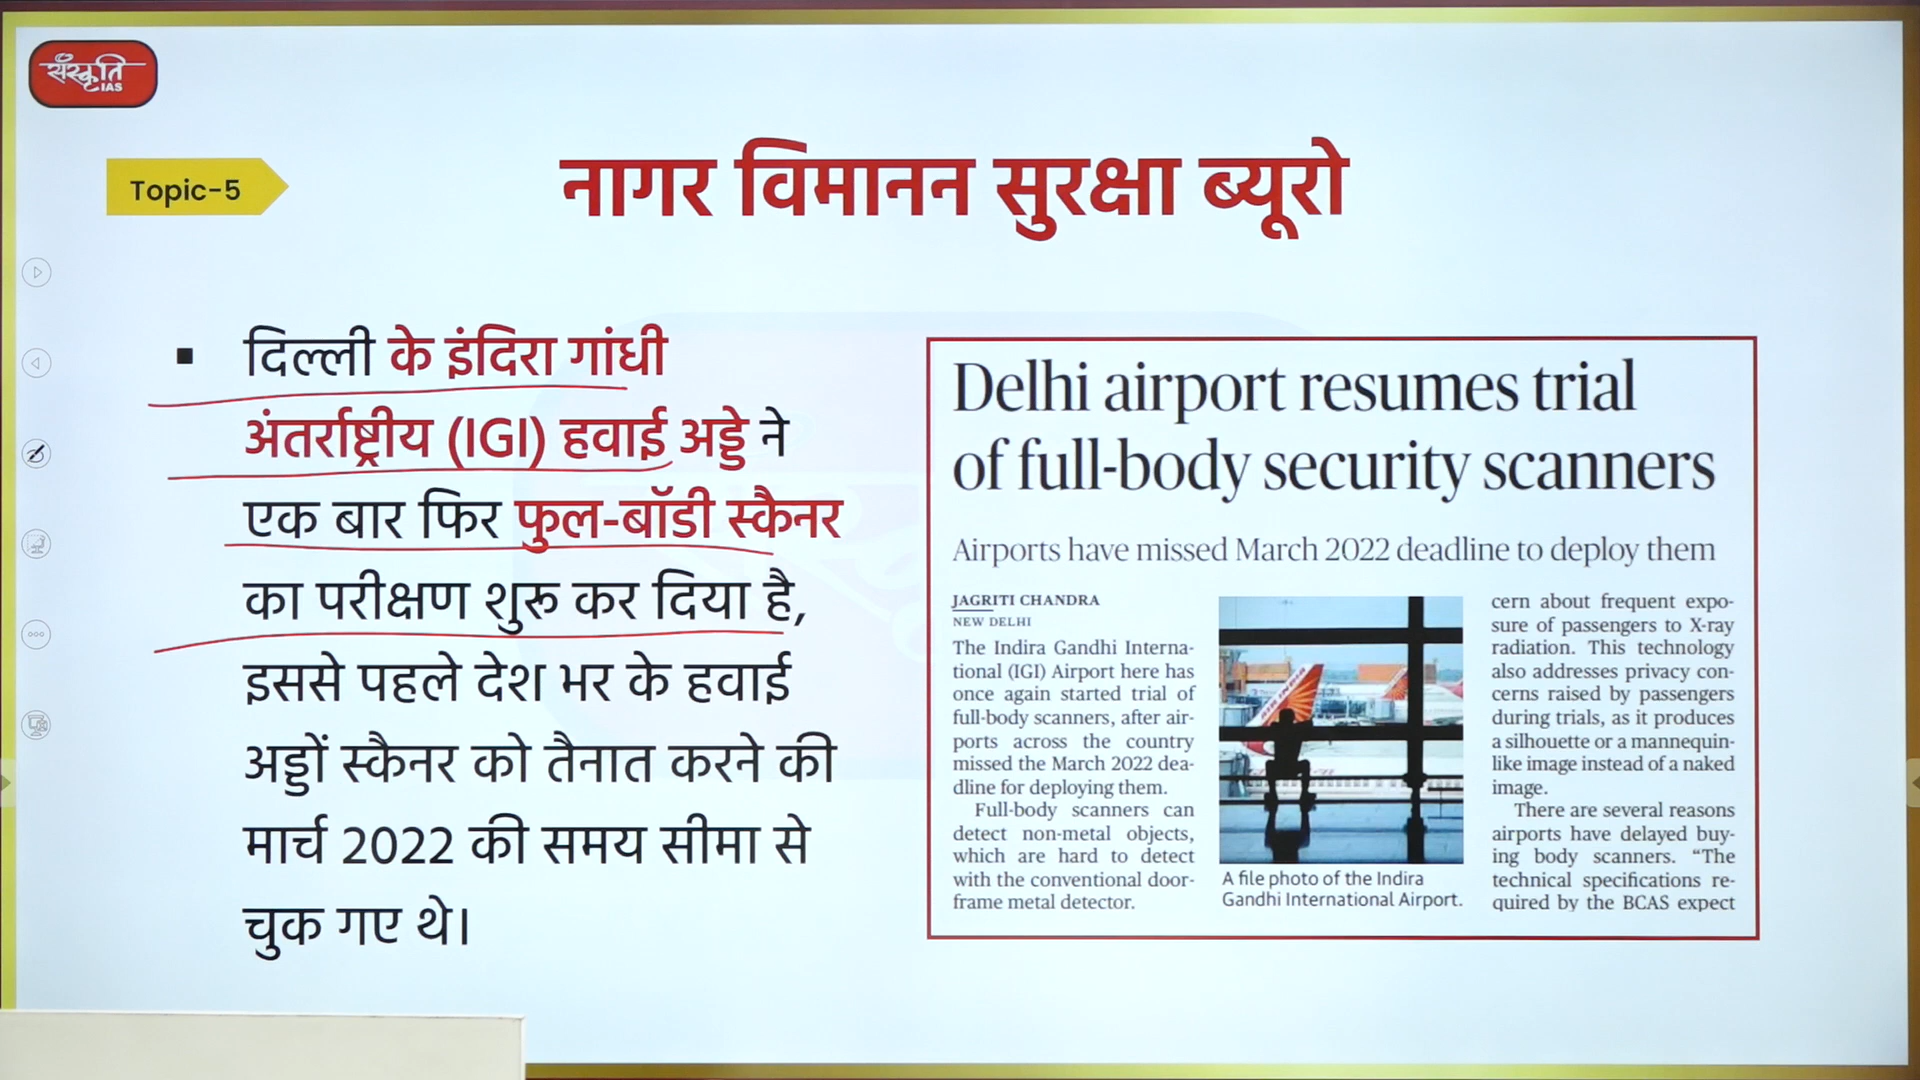 संस्कृति
IAS
Topic-5
नागर विमानन सुरक्षा ब्यूरो
▪ दिल्ली के इंदिरा गांधी
अंतर्राष्ट्रीय (IGI) हवाई अड्डे ने
एक बार फिर फुल-बॉडी स्कैनर
का परीक्षण शुरू कर दिया है,
इससे पहले देश भर के हवाई
अड्डों स्कैनर को तैनात करने की
मार्च 2022 की समय सीमा से
चुक गए थे।
Delhi airport resumes trial
of full-body security scanners
Airports have missed March 2022 deadline to deploy them
JAGRITI CHANDRA
NEW DELHI
The Indira Gandhi Interna-
tional (IGI) Airport here has
once again started trial of
full-body scanners, after air-
ports across the country
missed the March 2022 dea-
dline for deploying them.
Full-body scanners can
detect non-metal objects,
which are hard to detect
with the conventional door-
frame metal detector.
AIR INDIA
A file photo of the Indira
Gandhi International Airport.
cern about frequent expo-
sure of passengers to X-ray
radiation. This technology
also addresses privacy con-
cerns raised by passengers
during trials, as it produces
a silhouette or a mannequin-
like image instead of a naked
image.
There are several reasons
airports have delayed buy-
ing body scanners. “The
technical specifications re-
quired by the BCAS expect